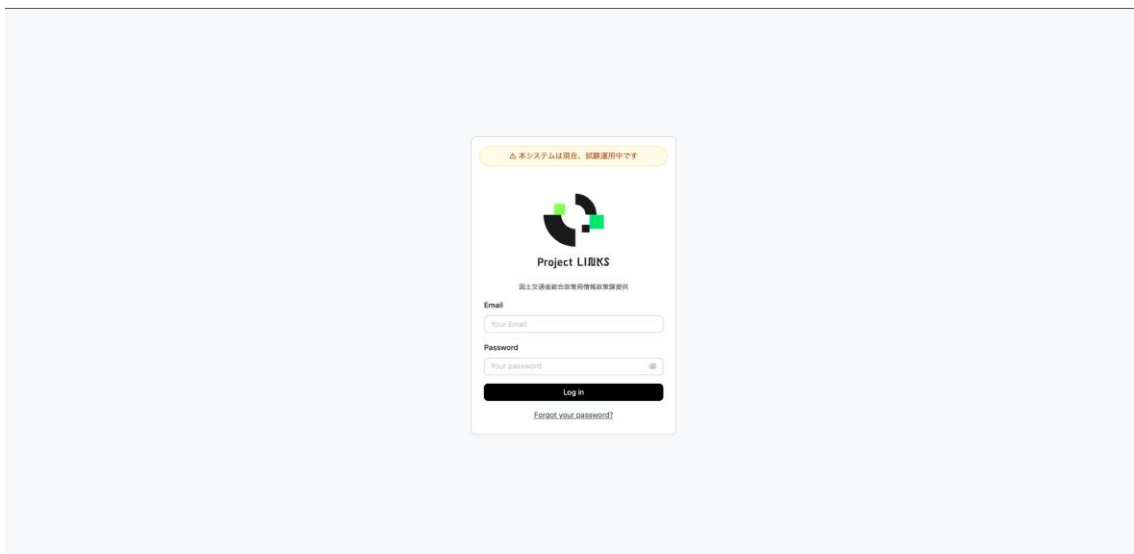 ⚠ 本システムは現在、試験運用中です
Project LINKS
国土交通省総合政策局情報政策課提供
Email
Your Email
Password
Your password
Log in
Forgot your password?